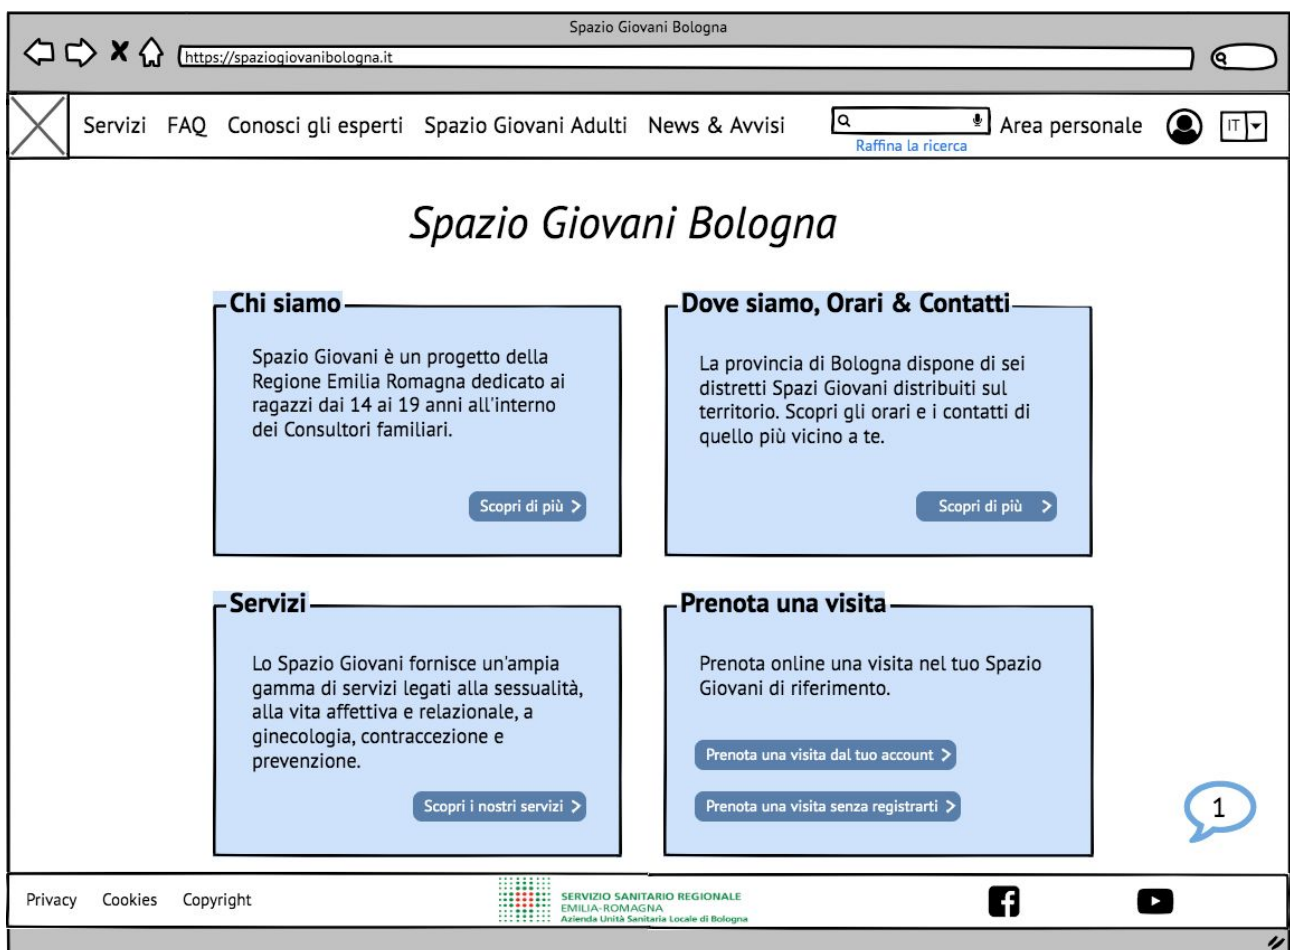 Spazio Giovani Bologna
https://spaziogiovanibologna.it
Servizi FAQ Conosci gli esperti Spazio Giovani Adulti News & Avvisi Area personale IT
Raffina la ricerca
Spazio Giovani Bologna
Chi siamo
Spazio Giovani è un progetto della
Regione Emilia Romagna dedicato ai
ragazzi dai 14 ai 19 anni all'interno
dei Consultori familiari.
Scopri di più >
Dove siamo, Orari & Contatti
La provincia di Bologna dispone di sei
distretti Spazi Giovani distribuiti sul
territorio. Scopri gli orari e i contatti di
quello più vicino a te.
Scopri di più >
Servizi
Lo Spazio Giovani fornisce un'ampia
gamma di servizi legati alla sessualità,
alla vita affettiva e relazionale, a
ginecologia, contraccezione e
prevenzione.
Scopri i nostri servizi >
Prenota una visita
Prenota online una visita nel tuo Spazio
Giovani di riferimento.
Prenota una visita dal tuo account >
Prenota una visita senza registrarti >
1
Privacy Cookies Copyright
SERVIZIO SANITARIO REGIONALE
EMILIA-ROMAGNA
Azienda Unità Sanitaria Locale di Bologna